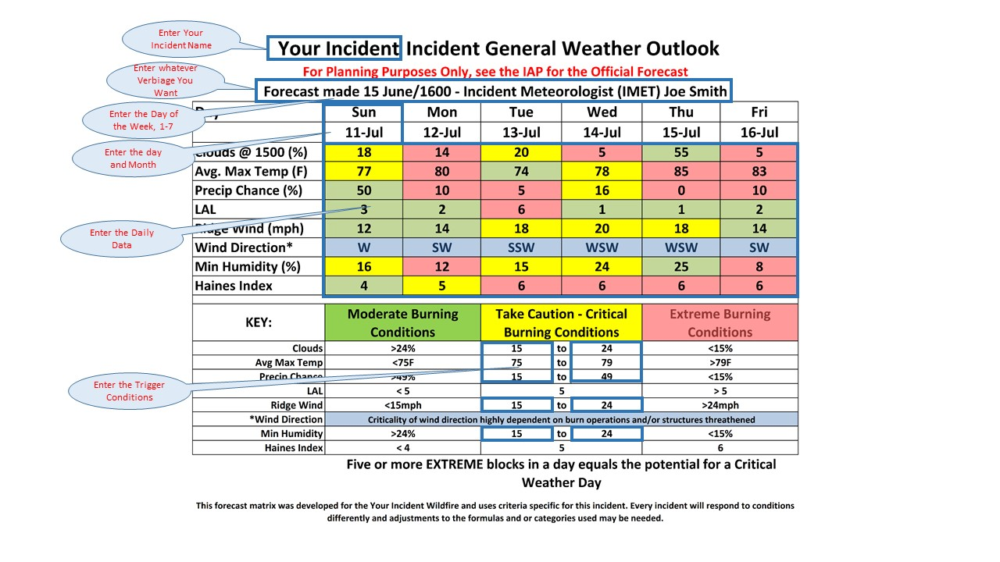 Enter Your
Incident Name
Your Incident Incident General Weather Outlook
Enter whatever
Verbiage You
Want
For Planning Purposes Only, see the IAP for the Official Forecast
Forecast made 15 June/1600 - Incident Meteorologist (IMET) Joe Smith
Enter the Day of
the Week, 1-7
Sun Mon Tue Wed Thu Fri
11-Jul 12-Jul 13-Jul 14-Jul 15-Jul 16-Jul
Enter the day
and Month
Clouds @ 1500 (%) 18 14 20 5 55 5
Avg. Max Temp (F) 77 80 74 78 85 83
Precip Chance (%) 50 10 5 16 0 10
LAL 3 2 6 1 1 2
Enter the Daily
Data
Ridge Wind (mph) 12 14 18 20 18 14
Wind Direction* W SW SSW WSW WSW SW
Min Humidity (%) 16 12 15 24 25 8
Haines Index 4 5 6 6 6 6
KEY: Moderate Burning Conditions Take Caution - Critical Burning Conditions Extreme Burning Conditions
Clouds >24% 15 to 24 <15%
Avg Max Temp <75F 75 to 79 >79F
Precip Chance >49% 15 to 49 <15%
Enter the Trigger
Conditions
LAL < 5 5 > 5
Ridge Wind <15mph 15 to 24 >24mph
*Wind Direction Criticality of wind direction highly dependent on burn operations and/or structures threathened
Min Humidity >24% 15 to 24 <15%
Haines Index < 4 5 6
Five or more EXTREME blocks in a day equals the potential for a Critical
Weather Day
This forecast matrix was developed for the Your Incident Wildfire and uses criteria specific for this incident. Every incident will respond to conditions
differently and adjustments to the formulas and or categories used may be needed.